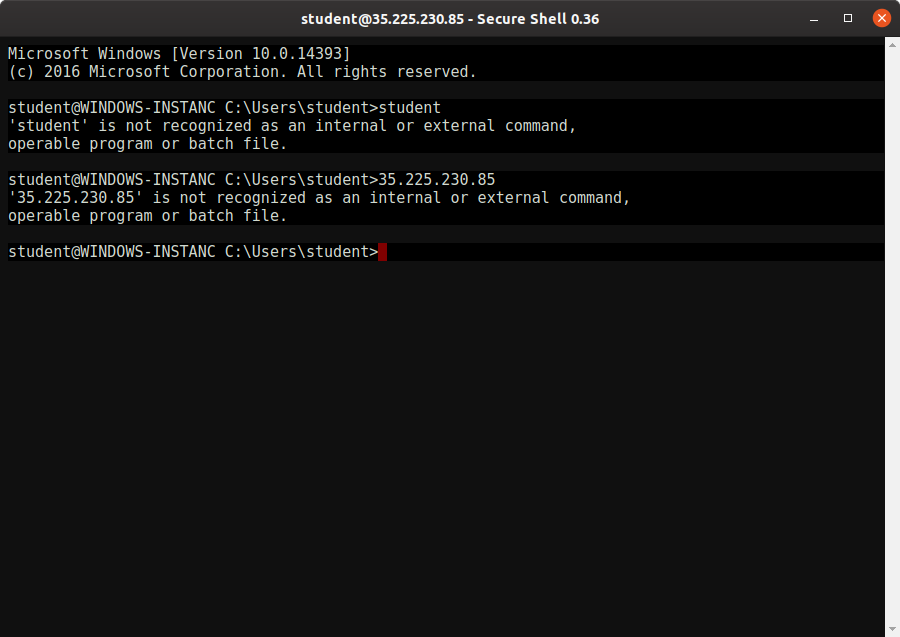 student@35.225.230.85 - Secure Shell 0.36
Microsoft Windows [Version 10.0.14393]
(c) 2016 Microsoft Corporation. All rights reserved.
student@WINDOWS-INSTANC C:\Users\student>student
'student' is not recognized as an internal or external command,
operable program or batch file.
student@WINDOWS-INSTANC C:\Users\student>35.225.230.85
'35.225.230.85' is not recognized as an internal or external command,
operable program or batch file.
student@WINDOWS-INSTANC C:\Users\student>